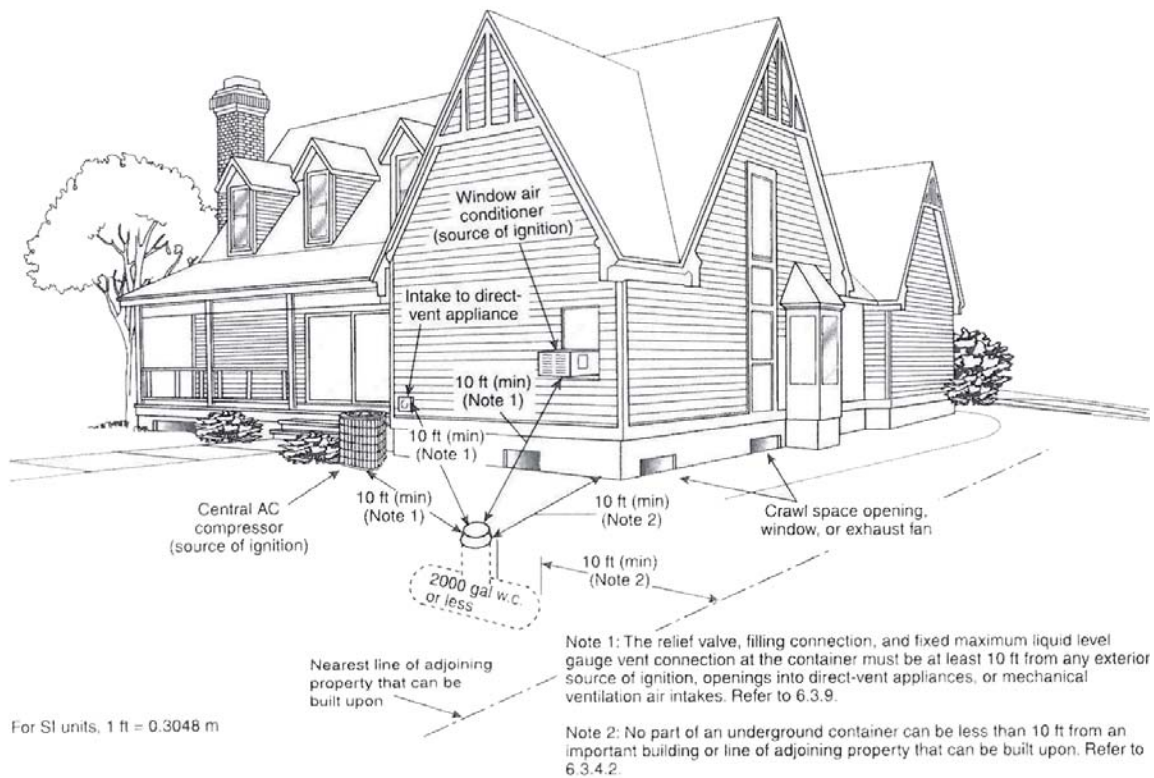 Window air
conditioner
(source of ignition)
Intake to direct-
vent appliance
10 ft (min)
(Note 1)
10 ft (min)
(Note 1)
10 ft (min)
(Note 1)
10 ft (min)
(Note 2)
Central AC
compressor
(source of ignition)
Crawl space opening,
window, or exhaust fan
10 ft (min)
(Note 2)
2000 gal w.c.
or less
Nearest line of adjoining
property that can be
built upon
Note 1: The relief valve, filling connection, and fixed maximum liquid level
gauge vent connection at the container must be at least 10 ft from any exterior
source of ignition, openings into direct-vent appliances, or mechanical
ventilation air intakes. Refer to 6.3.9.
For SI units, 1 ft = 0.3048 m
Note 2: No part of an underground container can be less than 10 ft from an
important building or line of adjoining property that can be built upon. Refer to
6.3.4.2.